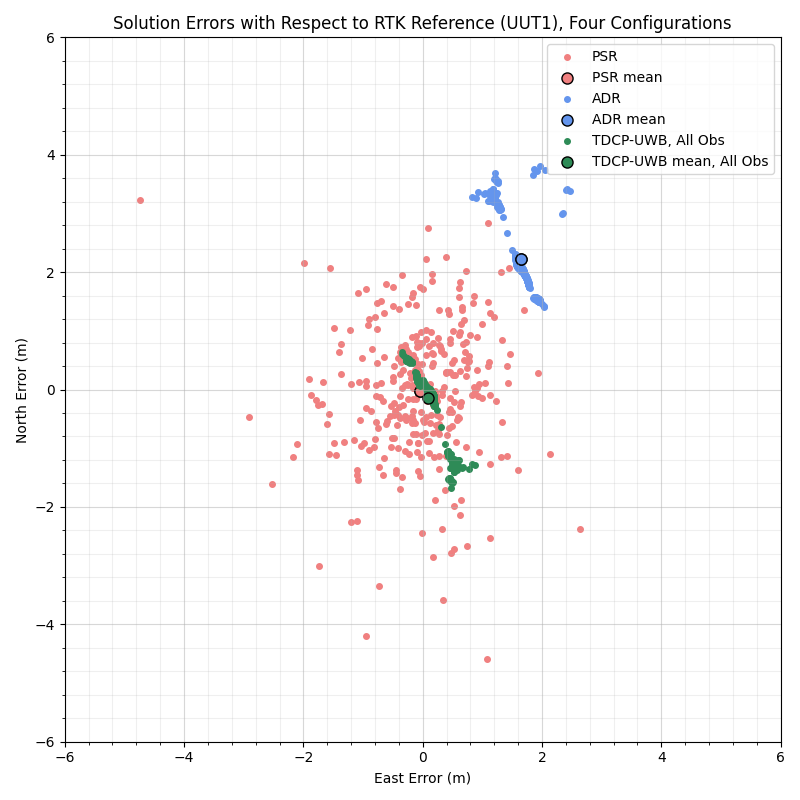 Solution Errors with Respect to RTK Reference (UUT1), Four Configurations
PSR
PSR mean
ADR
ADR mean
TDCP-UWB, All Obs
TDCP-UWB mean, All Obs
6
4
2
0
−2
−4
−6
North Error (m)
−6 −4 −2 0 2 4 6
East Error (m)